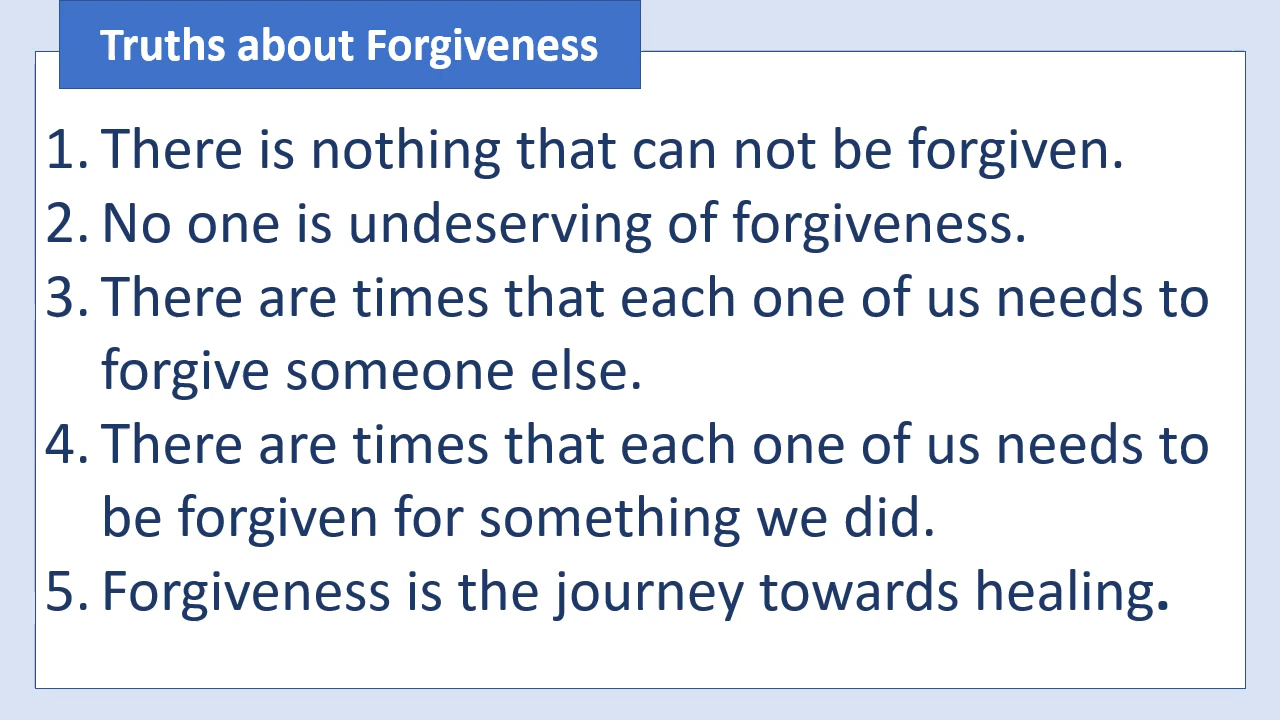 Truths about Forgiveness
1. There is nothing that can not be forgiven.
2. No one is undeserving of forgiveness.
3. There are times that each one of us needs to
forgive someone else.
4. There are times that each one of us needs to
be forgiven for something we did.
5. Forgiveness is the journey towards healing.